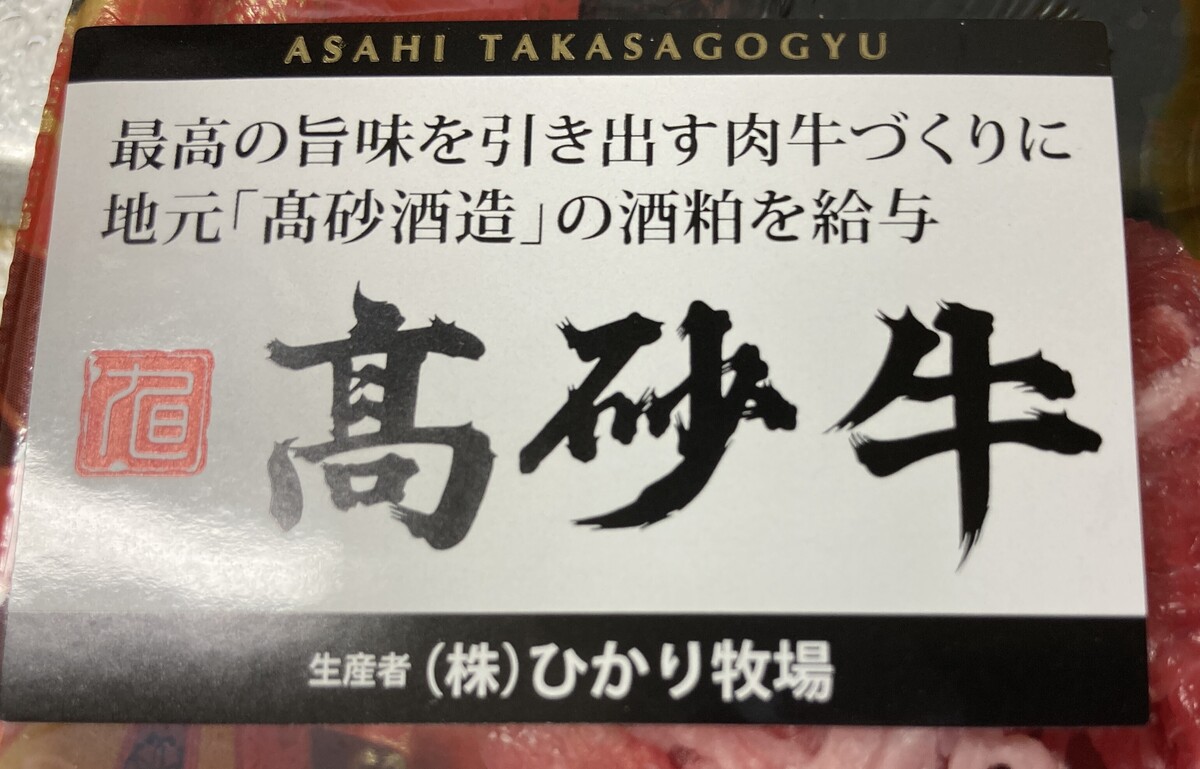 ASAHI TAKASAGOGYU
最高の旨味を引き出す肉牛づくりに
地元「髙砂酒造」の酒粕を給与
髙砂牛
生産者 (株)ひかり牧場